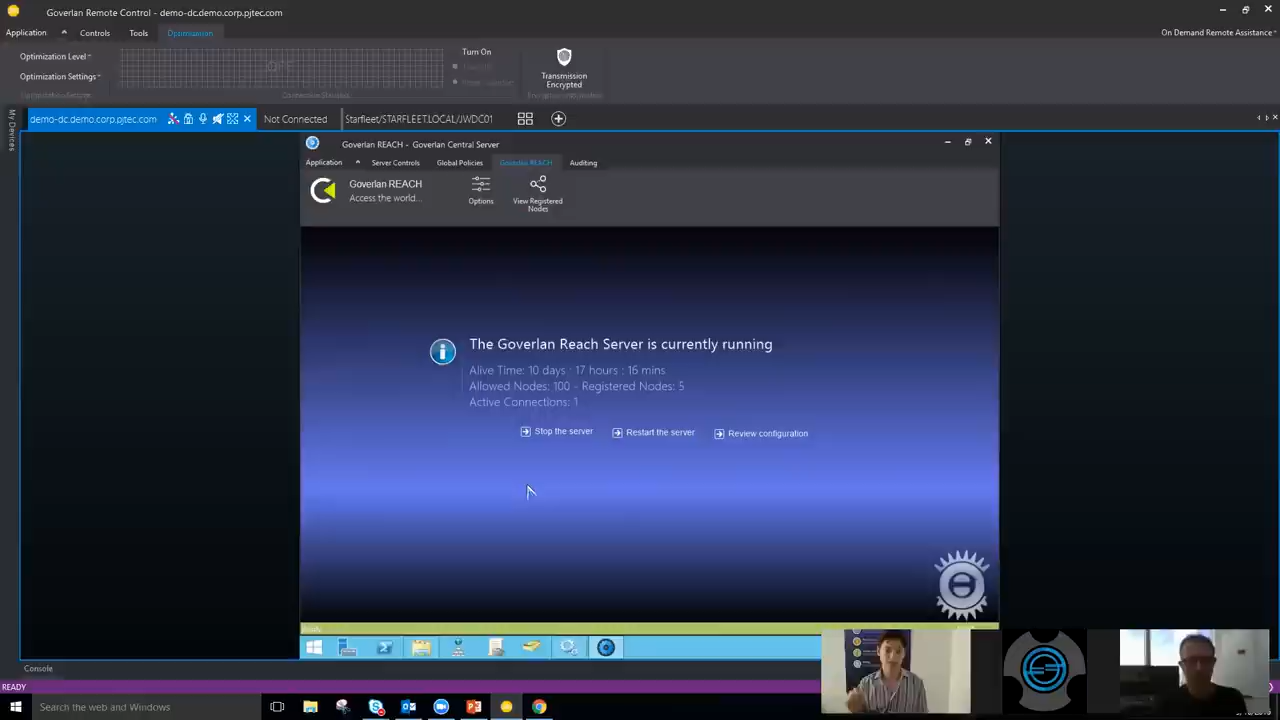 Goverlan Remote Control - demo-dc.demo.corp.pjtec.com
Application Controls Tools Optimization
On Demand Remote Assistance
Optimization Level
Optimization Settings
OFF
Turn On
Transmission
Encrypted
My Devices
demo-dc.demo.corp.pjtec.com
Not Connected
Starfleet/STARFLEET.LOCAL/JWDC01
Goverlan REACH - Goverlan Central Server
Application Server Controls Global Policies Goverlan REACH Auditing
Goverlan REACH
Access the world...
Options
View Registered
Nodes
The Goverlan Reach Server is currently running
Alive Time: 10 days : 17 hours : 16 mins
Allowed Nodes: 100 - Registered Nodes: 5
Active Connections: 1
Stop the server
Restart the server
Review configuration
Ready
Console
READY
Search the web and Windows